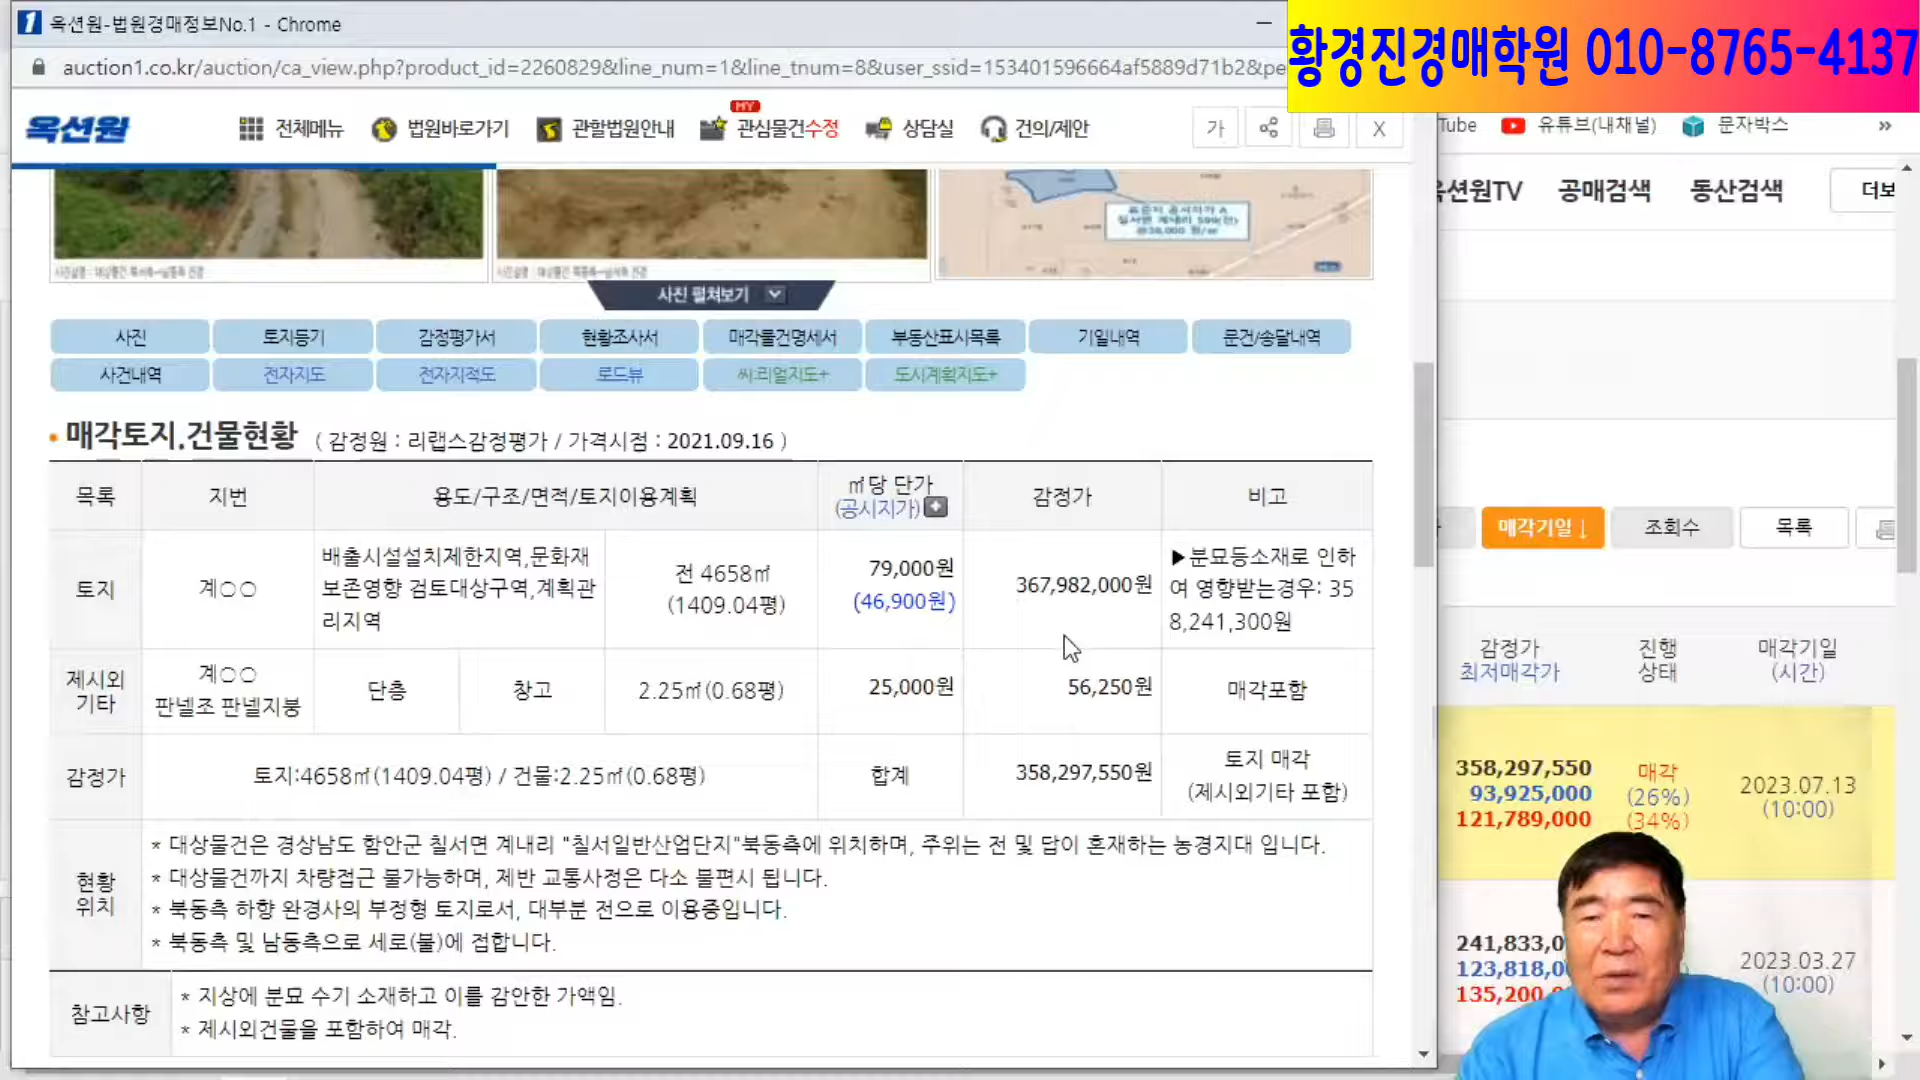 옥션원-법원경매정보No.1 - Chrome
auction1.co.kr/auction/ca_view.php?product_id=2260829&line_num=1&line_tnum=8&user_ssid=153401596664af5889d71b2&pe
황경진경매학원 010-8765-4137
옥션원
전체메뉴
법원바로가기
관할법원안내
MY
관심물건수정
상담실
건의/제안
가
X
Tube
유튜브(내채널)
문자박스
»
옥션원TV
공매검색
동산검색
더보
사진 펼쳐보기
사진
토지등기
감정평가서
현황조사서
매각물건명세서
부동산표시목록
기일내역
문건/송달내역
사건내역
전자지도
전자지적도
로드뷰
씨:리얼지도+
도시계획지도+
매각토지.건물현황 ( 감정원 : 리랩스감정평가 / 가격시점 : 2021.09.16 )
목록
지번
용도/구조/면적/토지이용계획
㎡당 단가
(공시지가)
감정가
비고
토지
계○○
배출시설설치제한지역,문화재
보존영향 검토대상구역,계획관
리지역
전 4658㎡
(1409.04평)
79,000원
(46,900원)
367,982,000원
▶분묘등소재로 인하
여 영향받는경우: 35
8,241,300원
제시외
기타
계○○
판넬조 판넬지붕
단층
창고
2.25㎡(0.68평)
25,000원
56,250원
매각포함
감정가
토지:4658㎡(1409.04평) / 건물:2.25㎡(0.68평)
합계
358,297,550원
토지 매각
(제시외기타 포함)
현황
위치
* 대상물건은 경상남도 함안군 칠서면 계내리 "칠서일반산업단지"북동측에 위치하며, 주위는 전 및 답이 혼재하는 농경지대 입니다.
* 대상물건까지 차량접근 불가능하며, 제반 교통사정은 다소 불편시 됩니다.
* 북동측 하향 완경사의 부정형 토지로서, 대부분 전으로 이용중입니다.
* 북동측 및 남동측으로 세로(불)에 접합니다.
참고사항
* 지상에 분묘 수기 소재하고 이를 감안한 가액임.
* 제시외건물을 포함하여 매각.
매각기일↓
조회수
목록
감정가
최저매각가
진행
상태
매각기일
(시간)
358,297,550
93,925,000
121,789,000
매각
(26%)
(34%)
2023.07.13
(10:00)
241,833,0
123,818,0
135,200
2023.03.27
(10:00)